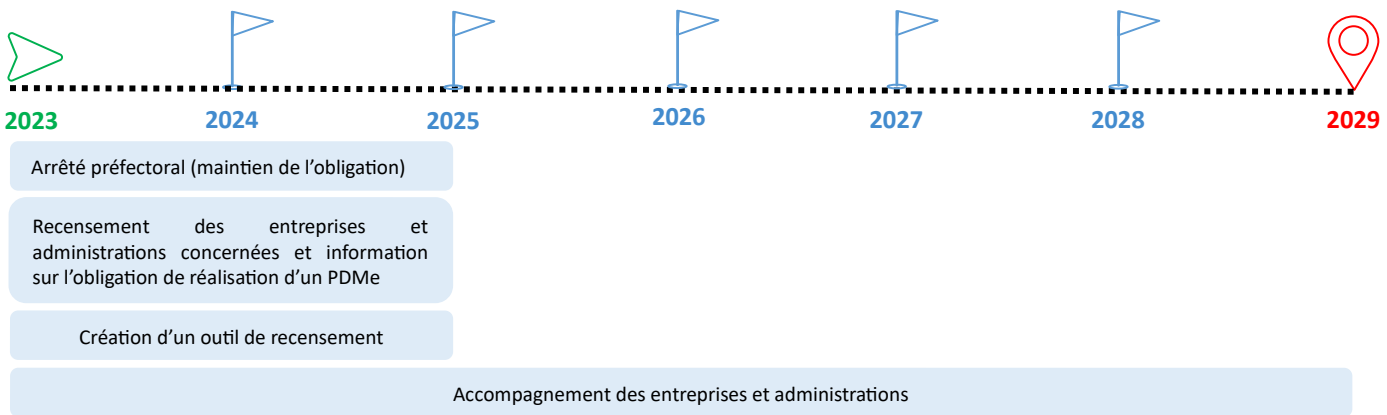 2023 2024 2025 2026 2027 2028 2029
Arrêté préfectoral (maintien de l’obligation)
Recensement des entreprises et
administrations concernées et information
sur l’obligation de réalisation d’un PDMe
Création d’un outil de recensement
Accompagnement des entreprises et administrations